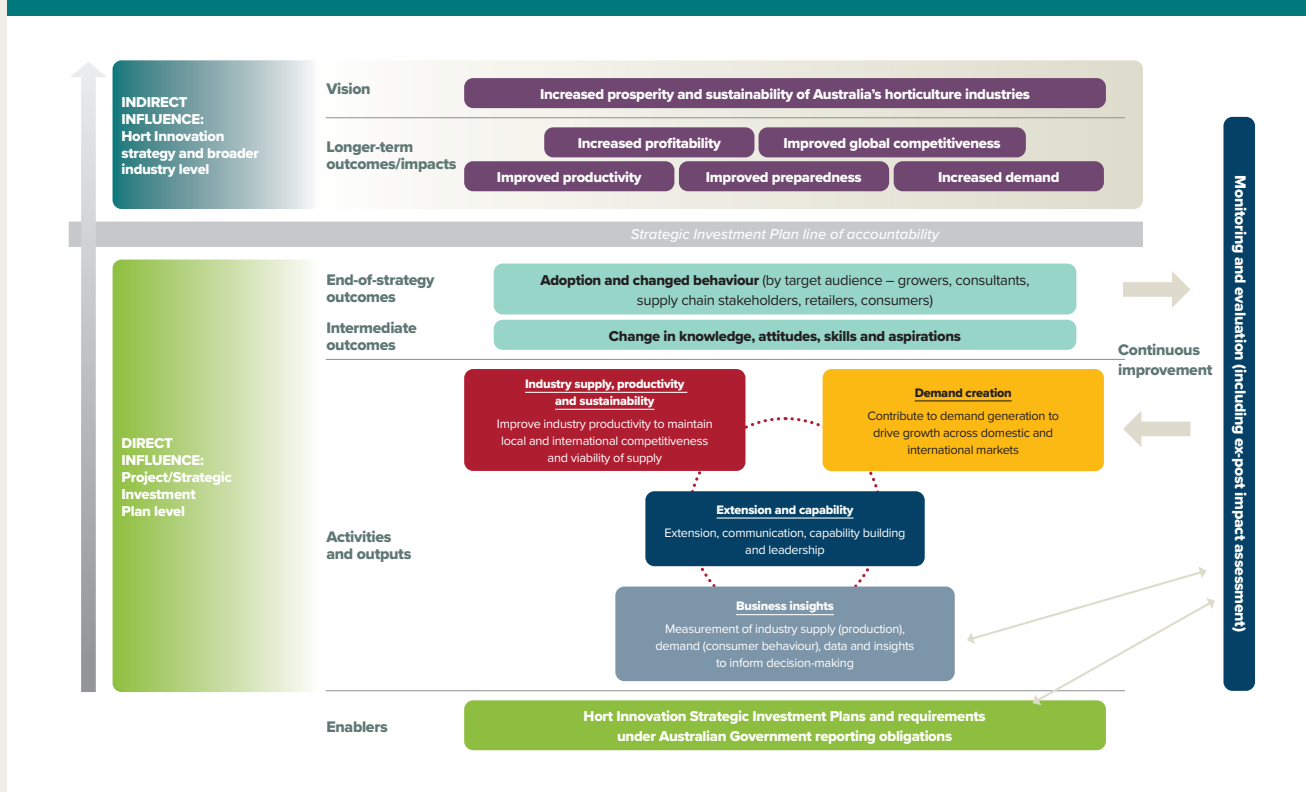 INDIRECT
INFLUENCE:
Hort Innovation
strategy and broader
industry level
Vision
Increased prosperity and sustainability of Australia’s horticulture industries
Longer-term
outcomes/impacts
Increased profitability
Improved global competitiveness
Improved productivity
Improved preparedness
Increased demand
Strategic Investment Plan line of accountability
DIRECT
INFLUENCE:
Project/Strategic
Investment
Plan level
End-of-strategy
outcomes
Adoption and changed behaviour (by target audience – growers, consultants,
supply chain stakeholders, retailers, consumers)
Intermediate
outcomes
Change in knowledge, attitudes, skills and aspirations
Activities
and outputs
Industry supply, productivity
and sustainability
Improve industry productivity to maintain
local and international competitiveness
and viability of supply
Demand creation
Contribute to demand generation to
drive growth across domestic and
international markets
Extension and capability
Extension, communication, capability building
and leadership
Business insights
Measurement of industry supply (production),
demand (consumer behaviour), data and insights
to inform decision-making
Enablers
Hort Innovation Strategic Investment Plans and requirements
under Australian Government reporting obligations
Continuous
improvement
Monitoring and evaluation (including ex-post impact assessment)